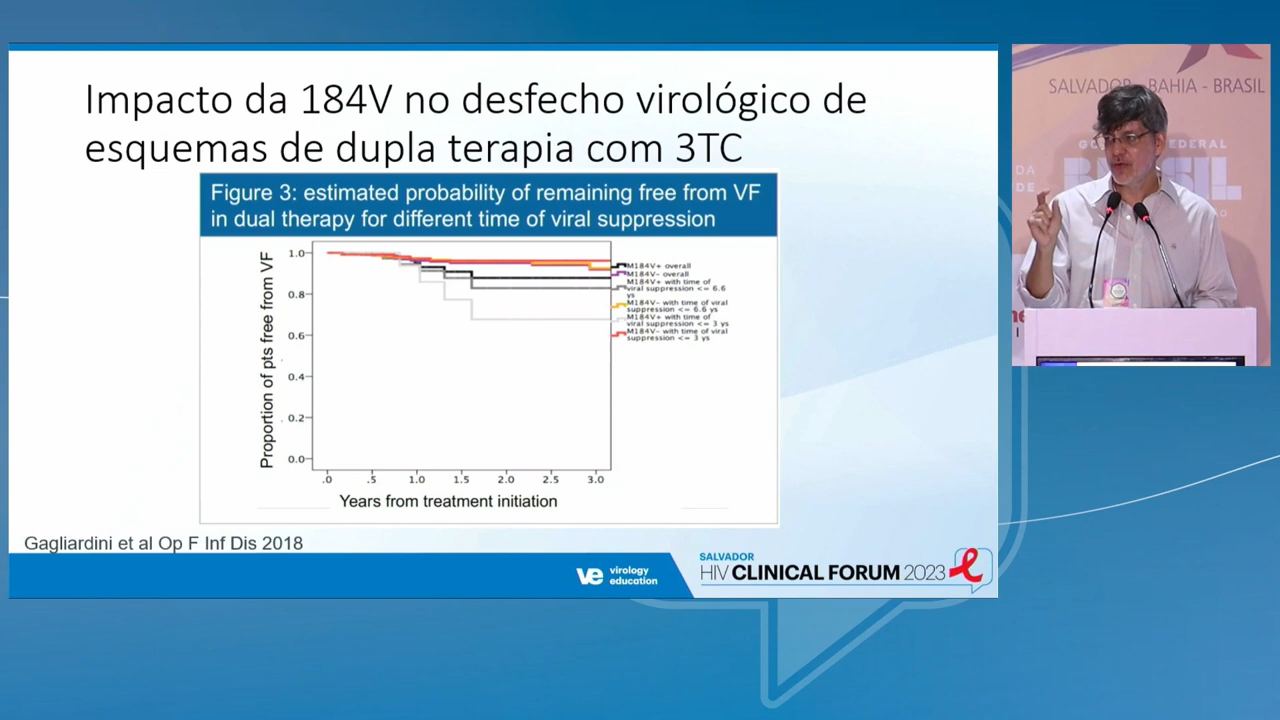 Impacto da 184V no desfecho virológico de
esquemas de dupla terapia com 3TC
Figure 3: estimated probability of remaining free from VF
in dual therapy for different time of viral suppression
Proportion of pts free from VF
1.0
0.8
0.6
0.4
0.2
0.0
.0 .5 1.0 1.5 2.0 2.5 3.0
Years from treatment initiation
M184V+ overall
M184V- overall
M184V+ with time of
viral suppression <= 6.6
ys
M184V- with time of viral
suppression <= 6.6 ys
M184V+ with time of
viral suppression <= 3 ys
M184V- with time of viral
suppression <= 3 ys
Gagliardini et al Op F Inf Dis 2018
ve virology
education
SALVADOR
HIV CLINICAL FORUM 2023
SALVADOR - BAHIA - BRASIL